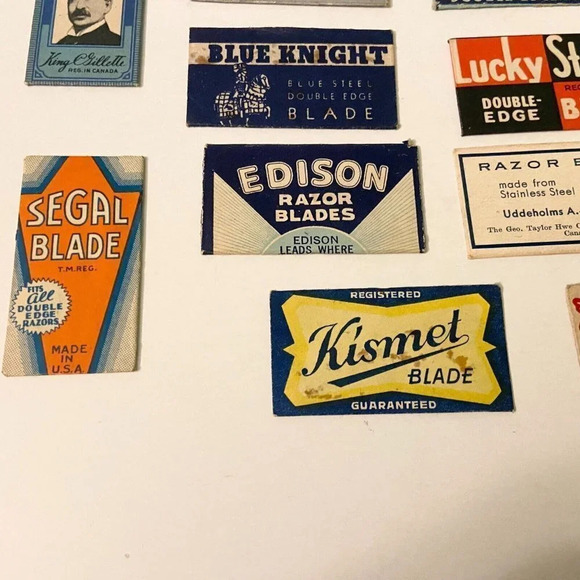 King C Gillette
REG. IN CANADA
BLUE KNIGHT
BLUE STEEL
DOUBLE EDGE
BLADE
Lucky St
DOUBLE-
EDGE
B
SEGAL
BLADE
T.M.REG.
FITS
all
DOUBLE
EDGE
RAZORS
MADE
IN
U.S.A.
EDISON
RAZOR
BLADES
EDISON
LEADS WHERE
RAZOR
made from
Stainless Steel
Uddeholms A.
The Geo. Taylor Hwe C
REGISTERED
Kismet
BLADE
GUARANTEED